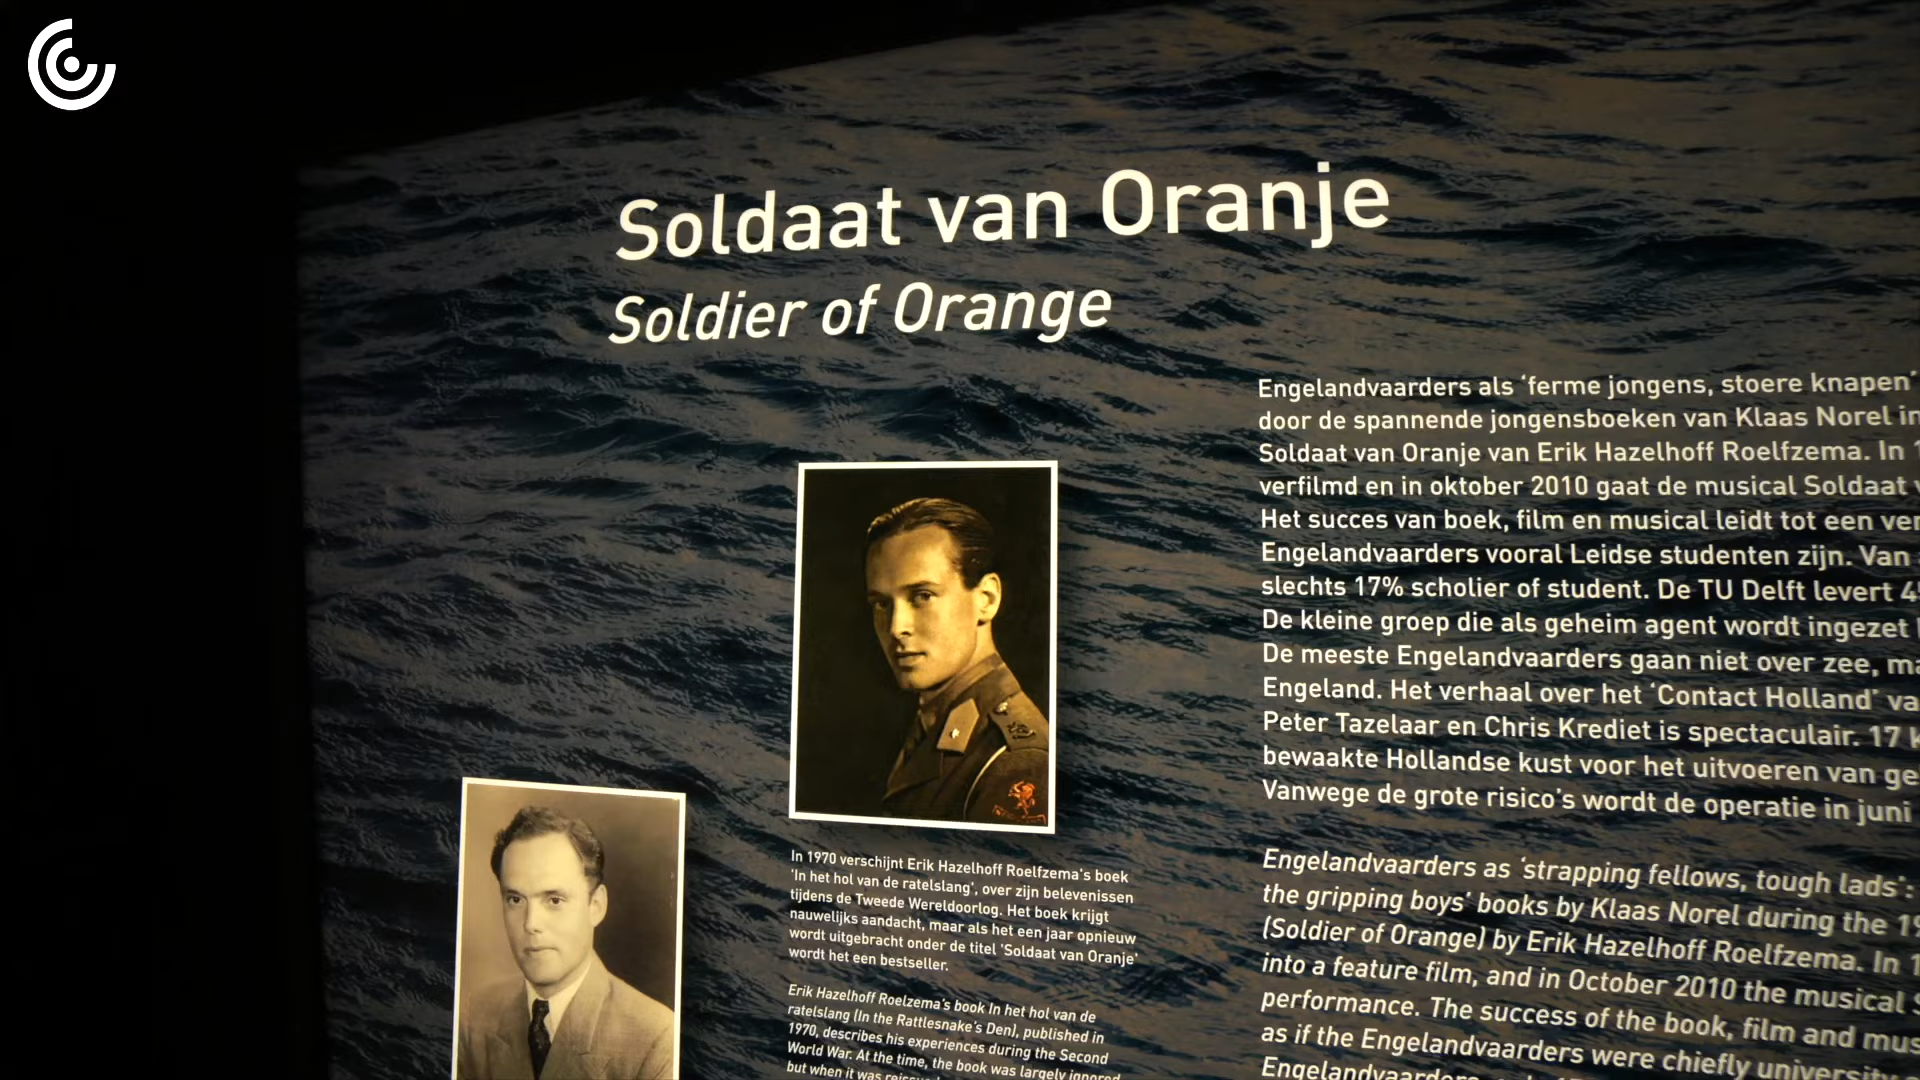 Soldaat van Oranje
Soldier of Orange
Engelandvaarders als ‘ferme jongens, stoere knapen’
door de spannende jongensboeken van Klaas Norel in
Soldaat van Oranje van Erik Hazelhoff Roelfzema. In
verfilmd en in oktober 2010 gaat de musical Soldaat
Het succes van boek, film en musical leidt tot een
Engelandvaarders vooral Leidse studenten zijn. Van
slechts 17% scholier of student. De TU Delft levert
De kleine groep die als geheim agent wordt ingezet
De meeste Engelandvaarders gaan niet over zee,
Engeland. Het verhaal over het ‘Contact Holland’
Peter Tazelaar en Chris Krediet is spectaculair. 17
bewaakte Hollandse kust voor het uitvoeren van
Vanwege de grote risico’s wordt de operatie in juni
Engelandvaarders as ‘strapping fellows, tough lads’:
the gripping boys’ books by Klaas Norel during the
(Soldier of Orange) by Erik Hazelhoff Roelfzema. In
into a feature film, and in October 2010 the musical
performance. The success of the book, film and
as if the Engelandvaarders were chiefly university
Engelandvaarders
In 1970 verschijnt Erik Hazelhoff Roelfzema's boek
'In het hol van de ratelslang', over zijn belevenissen
tijdens de Tweede Wereldoorlog. Het boek krijgt
nauwelijks aandacht, maar als het een jaar opnieuw
wordt uitgebracht onder de titel 'Soldaat van Oranje'
wordt het een bestseller.
Erik Hazelhoff Roelzema's book In het hol van de
ratelslang (In the Rattlesnake's Den), published in
1970, describes his experiences during the Second
World War. At the time, the book was largely ignored
but when it was